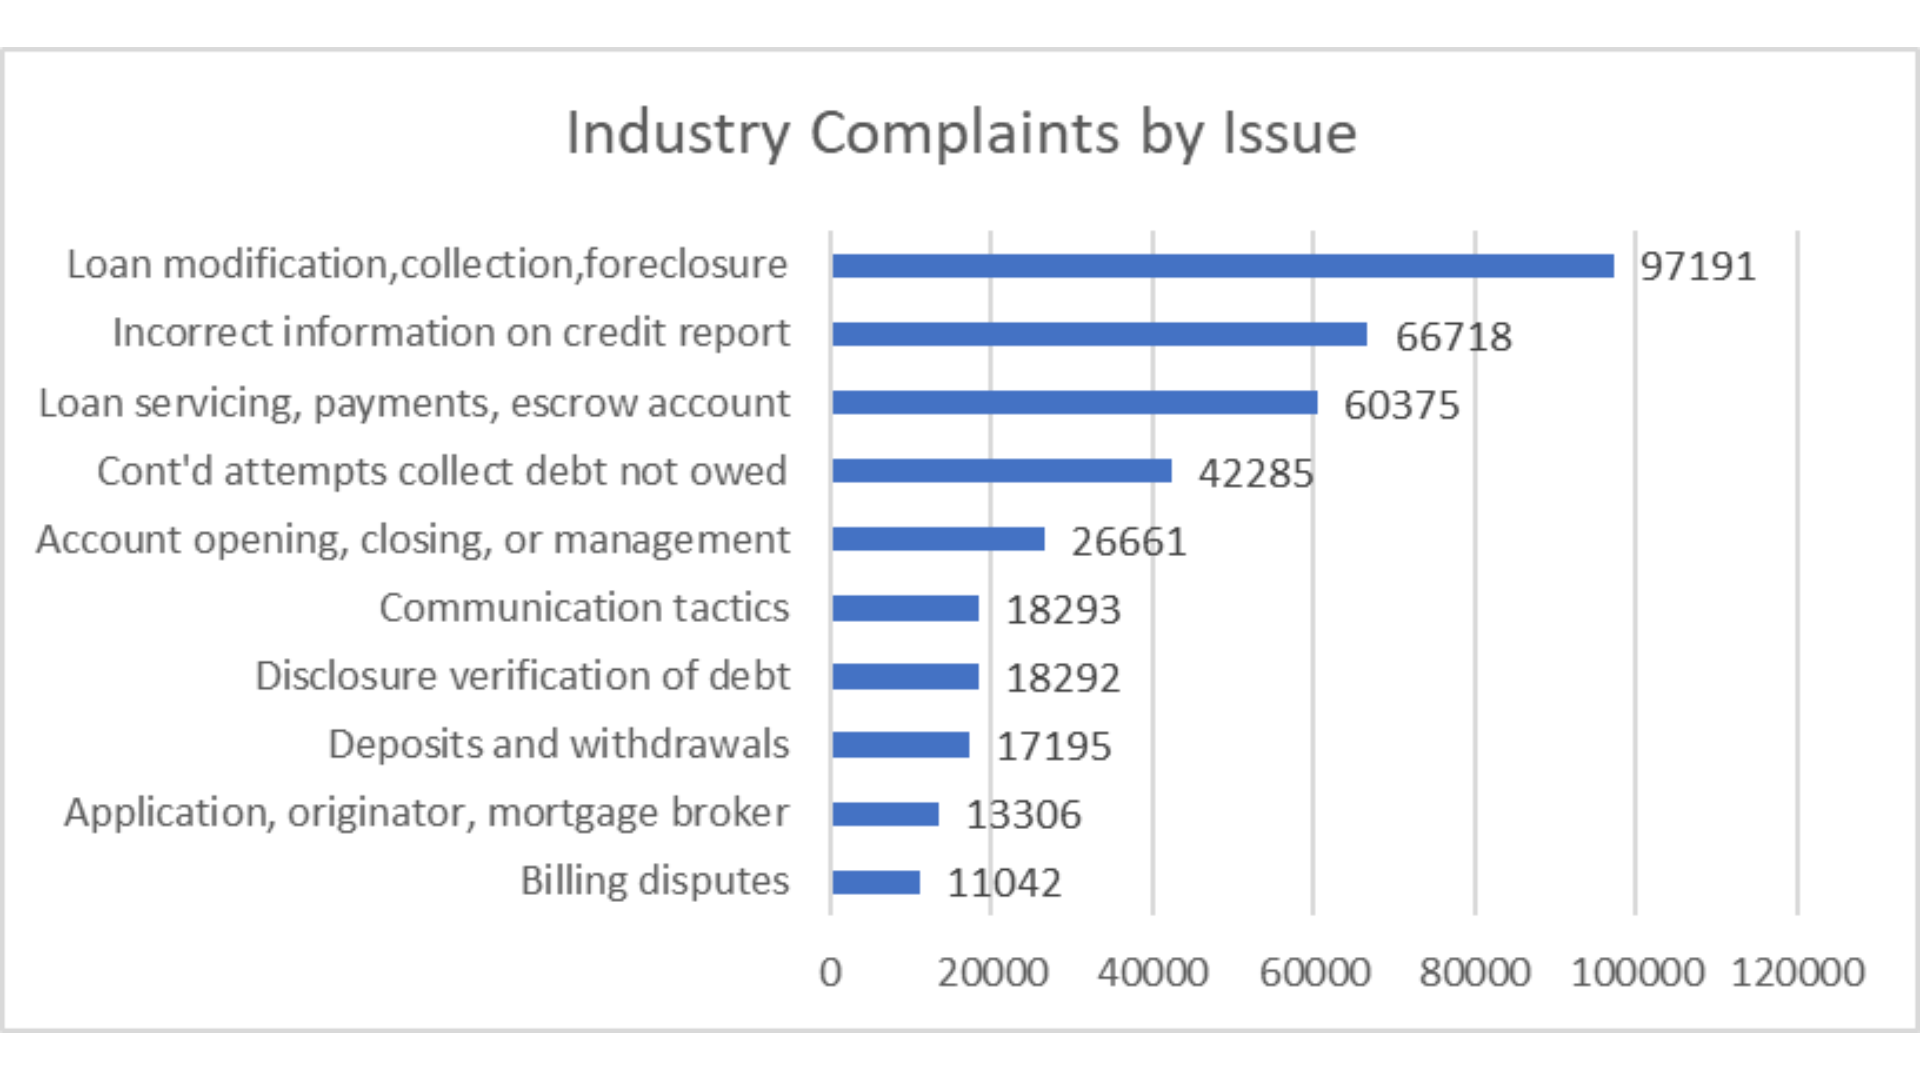 Industry Complaints by Issue
Loan modification,collection,foreclosure 97191
Incorrect information on credit report 66718
Loan servicing, payments, escrow account 60375
Cont'd attempts collect debt not owed 42285
Account opening, closing, or management 26661
Communication tactics 18293
Disclosure verification of debt 18292
Deposits and withdrawals 17195
Application, originator, mortgage broker 13306
Billing disputes 11042
0 20000 40000 60000 80000 100000 120000